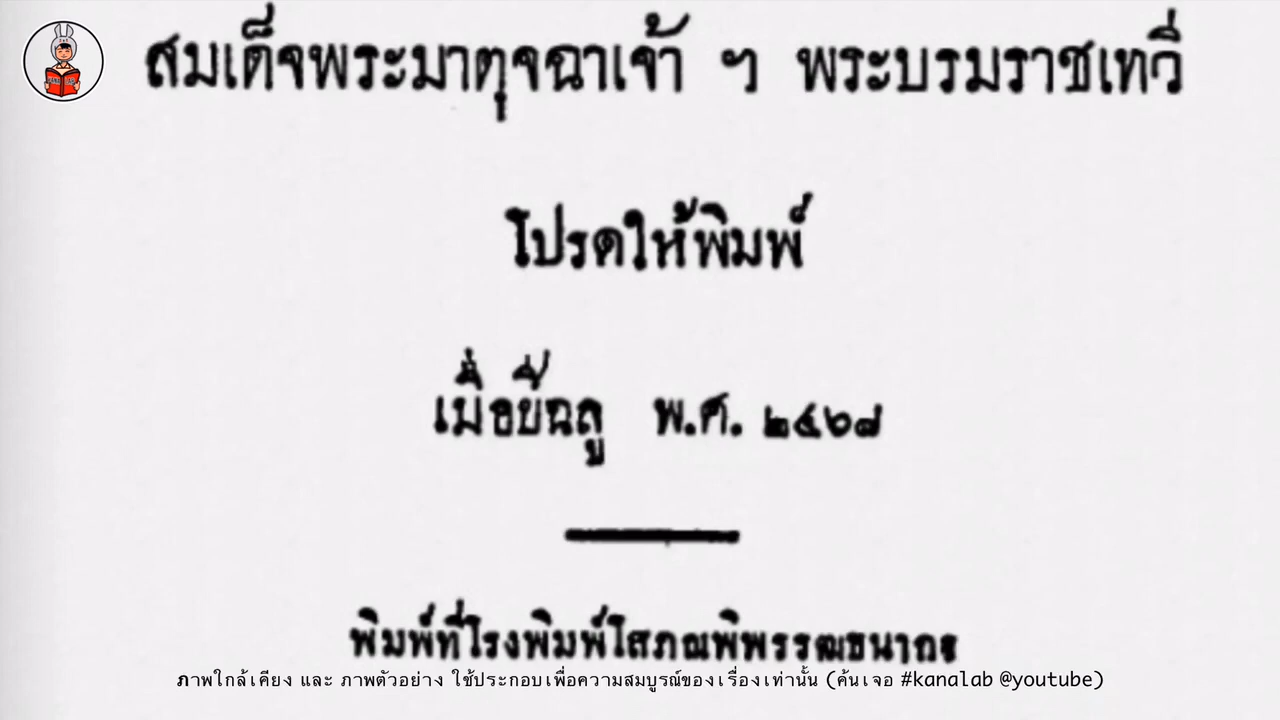 สมเด็จพระมาตุจฉาเจ้า ฯ พระบรมราชเทวี
โปรดให้พิมพ์
เมื่อปีฉลู พ.ศ. ๒๔๖๘
พิมพ์ที่โรงพิมพ์โสภณพิพรรฒธนากร
ภาพใกล้เคียง และ ภาพตัวอย่าง ใช้ประกอบเพื่อความสมบูรณ์ของเรื่องเท่านั้น (ค้นเจอ #kanalab @youtube)